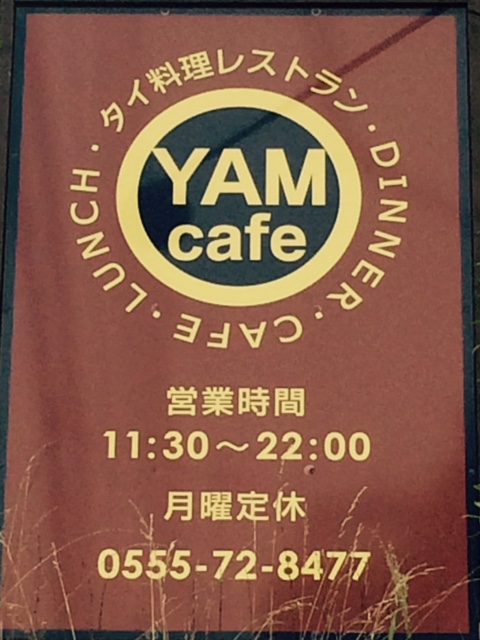 タイ料理レストラン・DINNER・CAFE・LUNCH・
YAM
cafe
営業時間
11:30～22:00
月曜定休
0555-72-8477